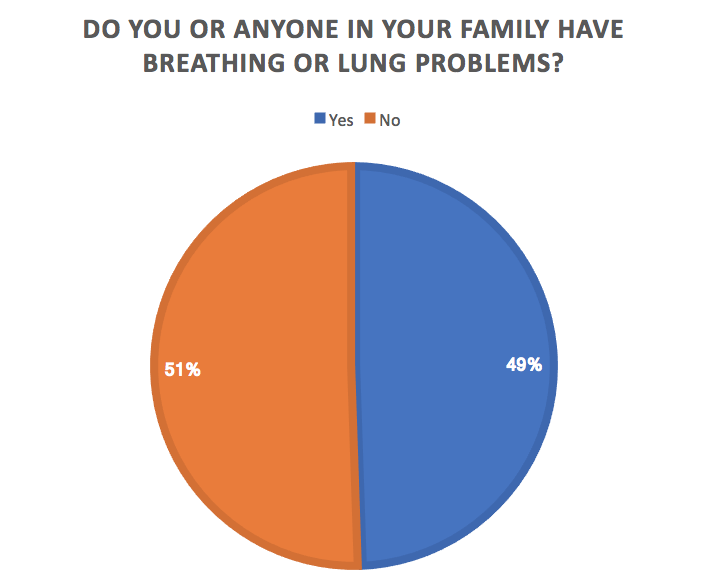 DO YOU OR ANYONE IN YOUR FAMILY HAVE
BREATHING OR LUNG PROBLEMS?
Yes No
51%
49%